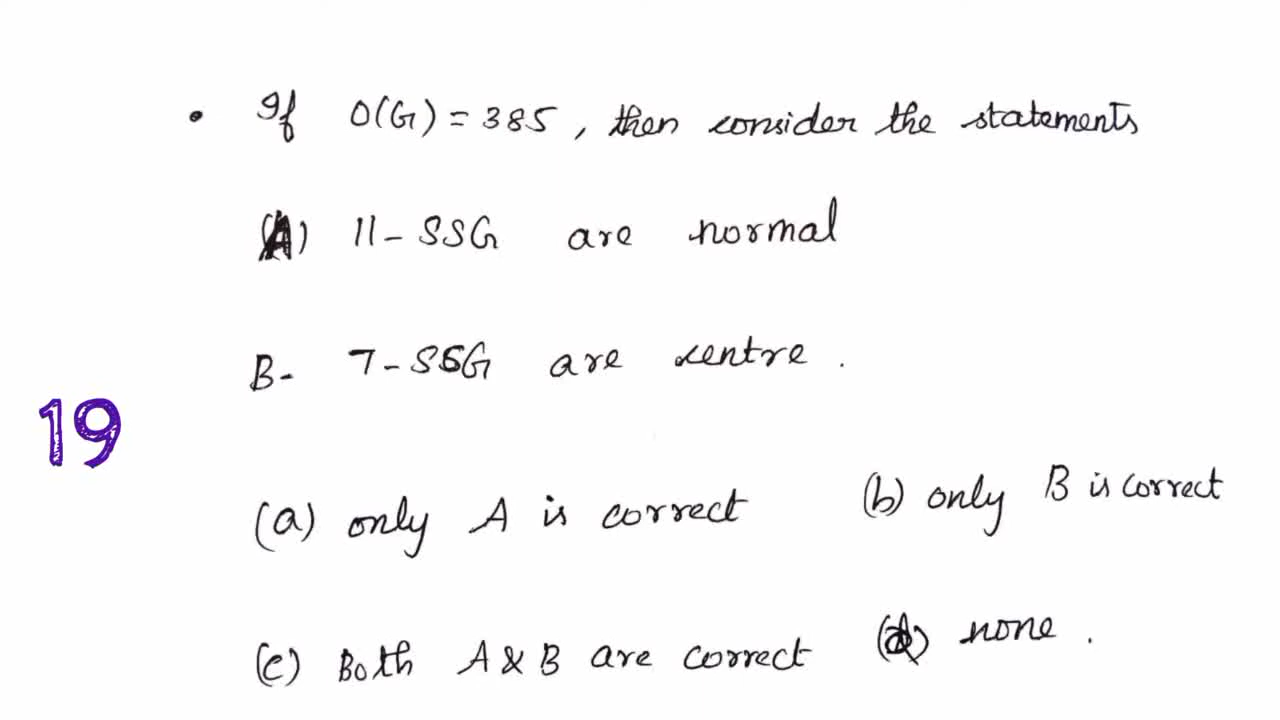 • If O(G) = 385, then consider the statements
(A) 11-SSG are normal
B- 7-SSG are centre.
19
(a) only A is correct (b) only B is correct
(c) Both A & B are correct (d) none.